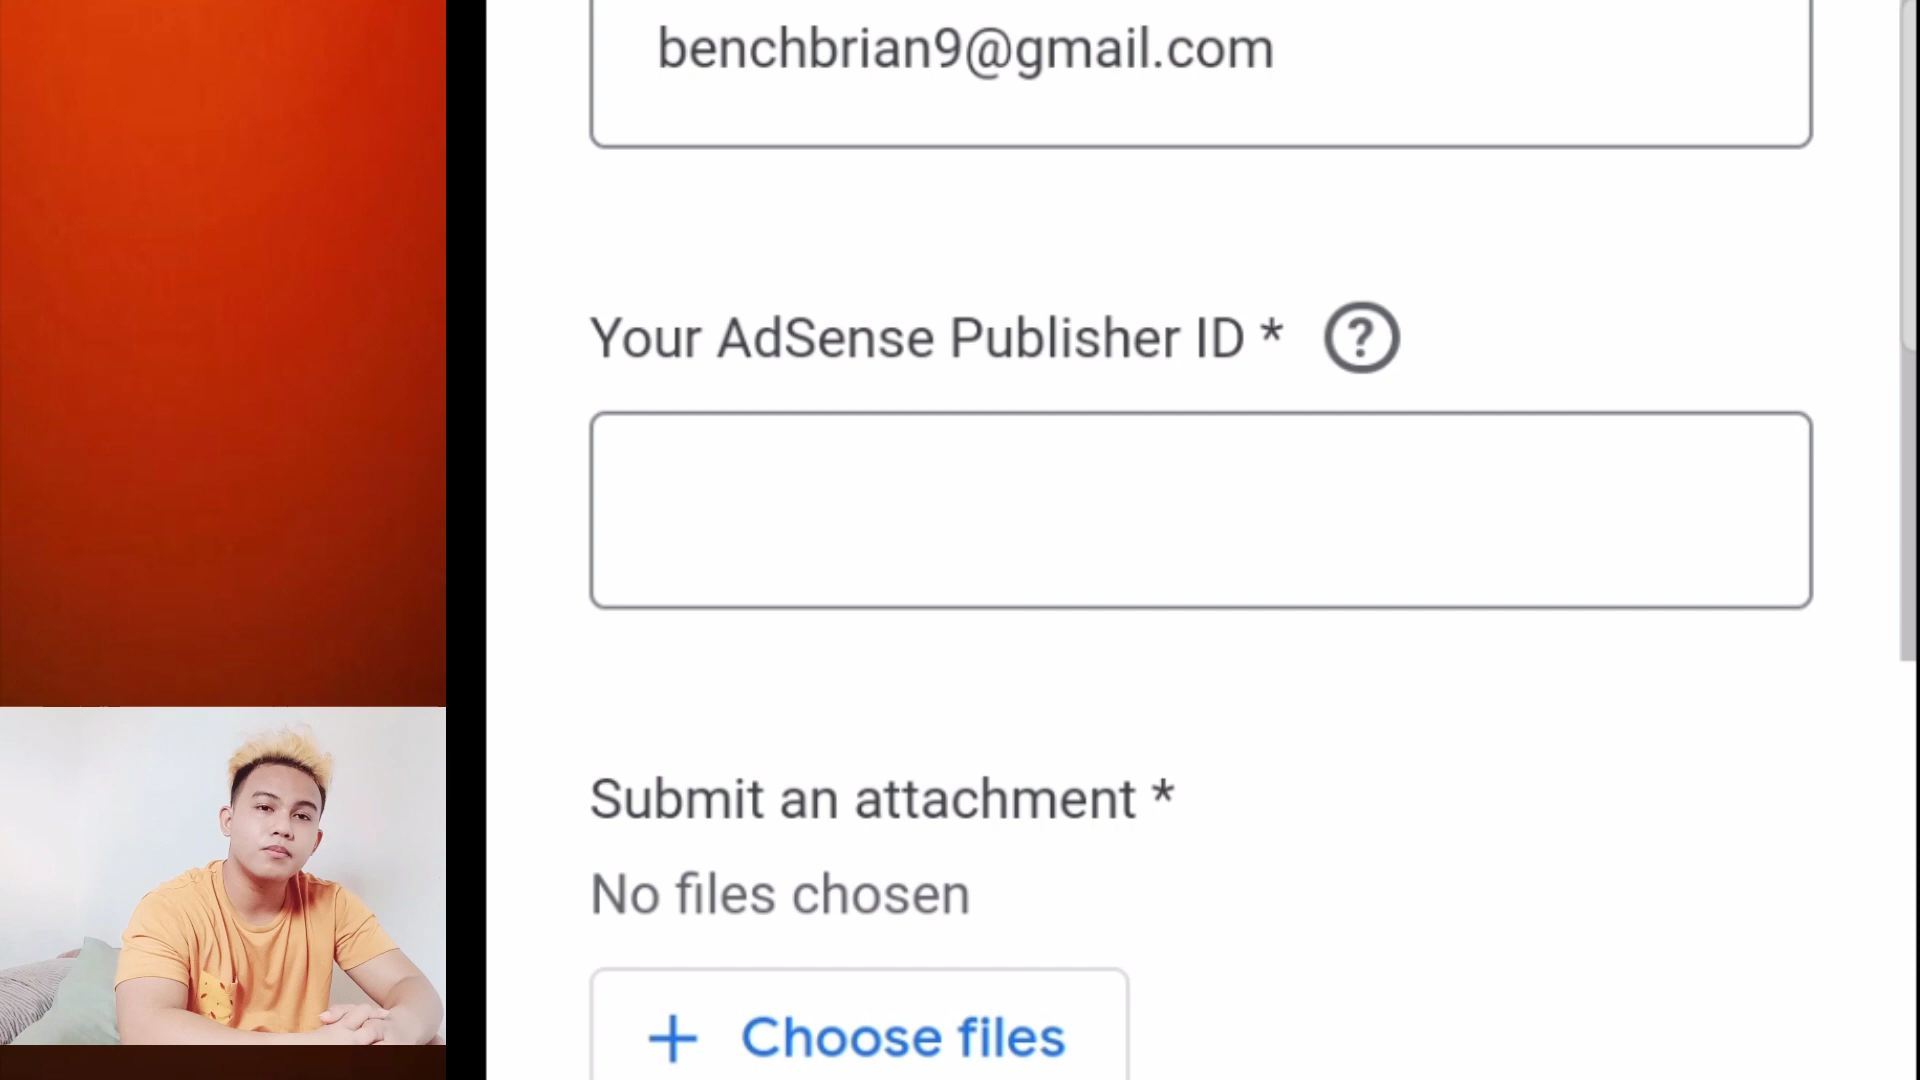 benchbrian9@gmail.com
Your AdSense Publisher ID * ?
Submit an attachment *
No files chosen
+ Choose files